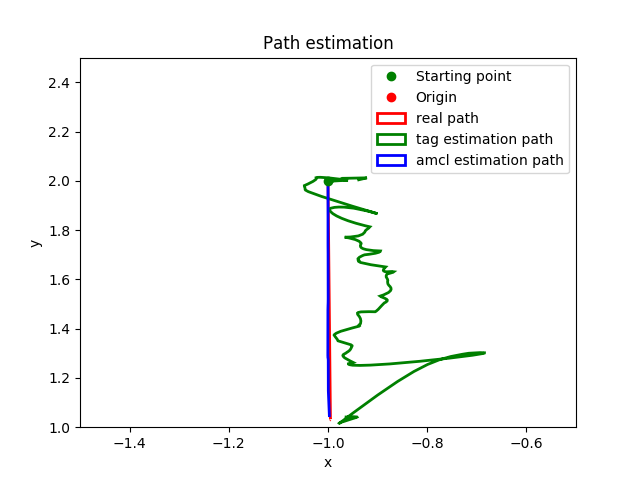 Path estimation
Starting point
Origin
real path
tag estimation path
amcl estimation path
y
2.4
2.2
2.0
1.8
1.6
1.4
1.2
1.0
−1.4
−1.2
−1.0
−0.8
−0.6
x